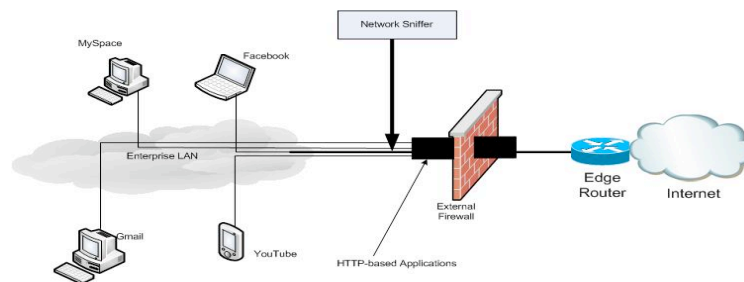 Network Sniffer
MySpace
Facebook
Enterprise LAN
Gmail
YouTube
External
Firewall
HTTP-based Applications
Edge
Router
Internet